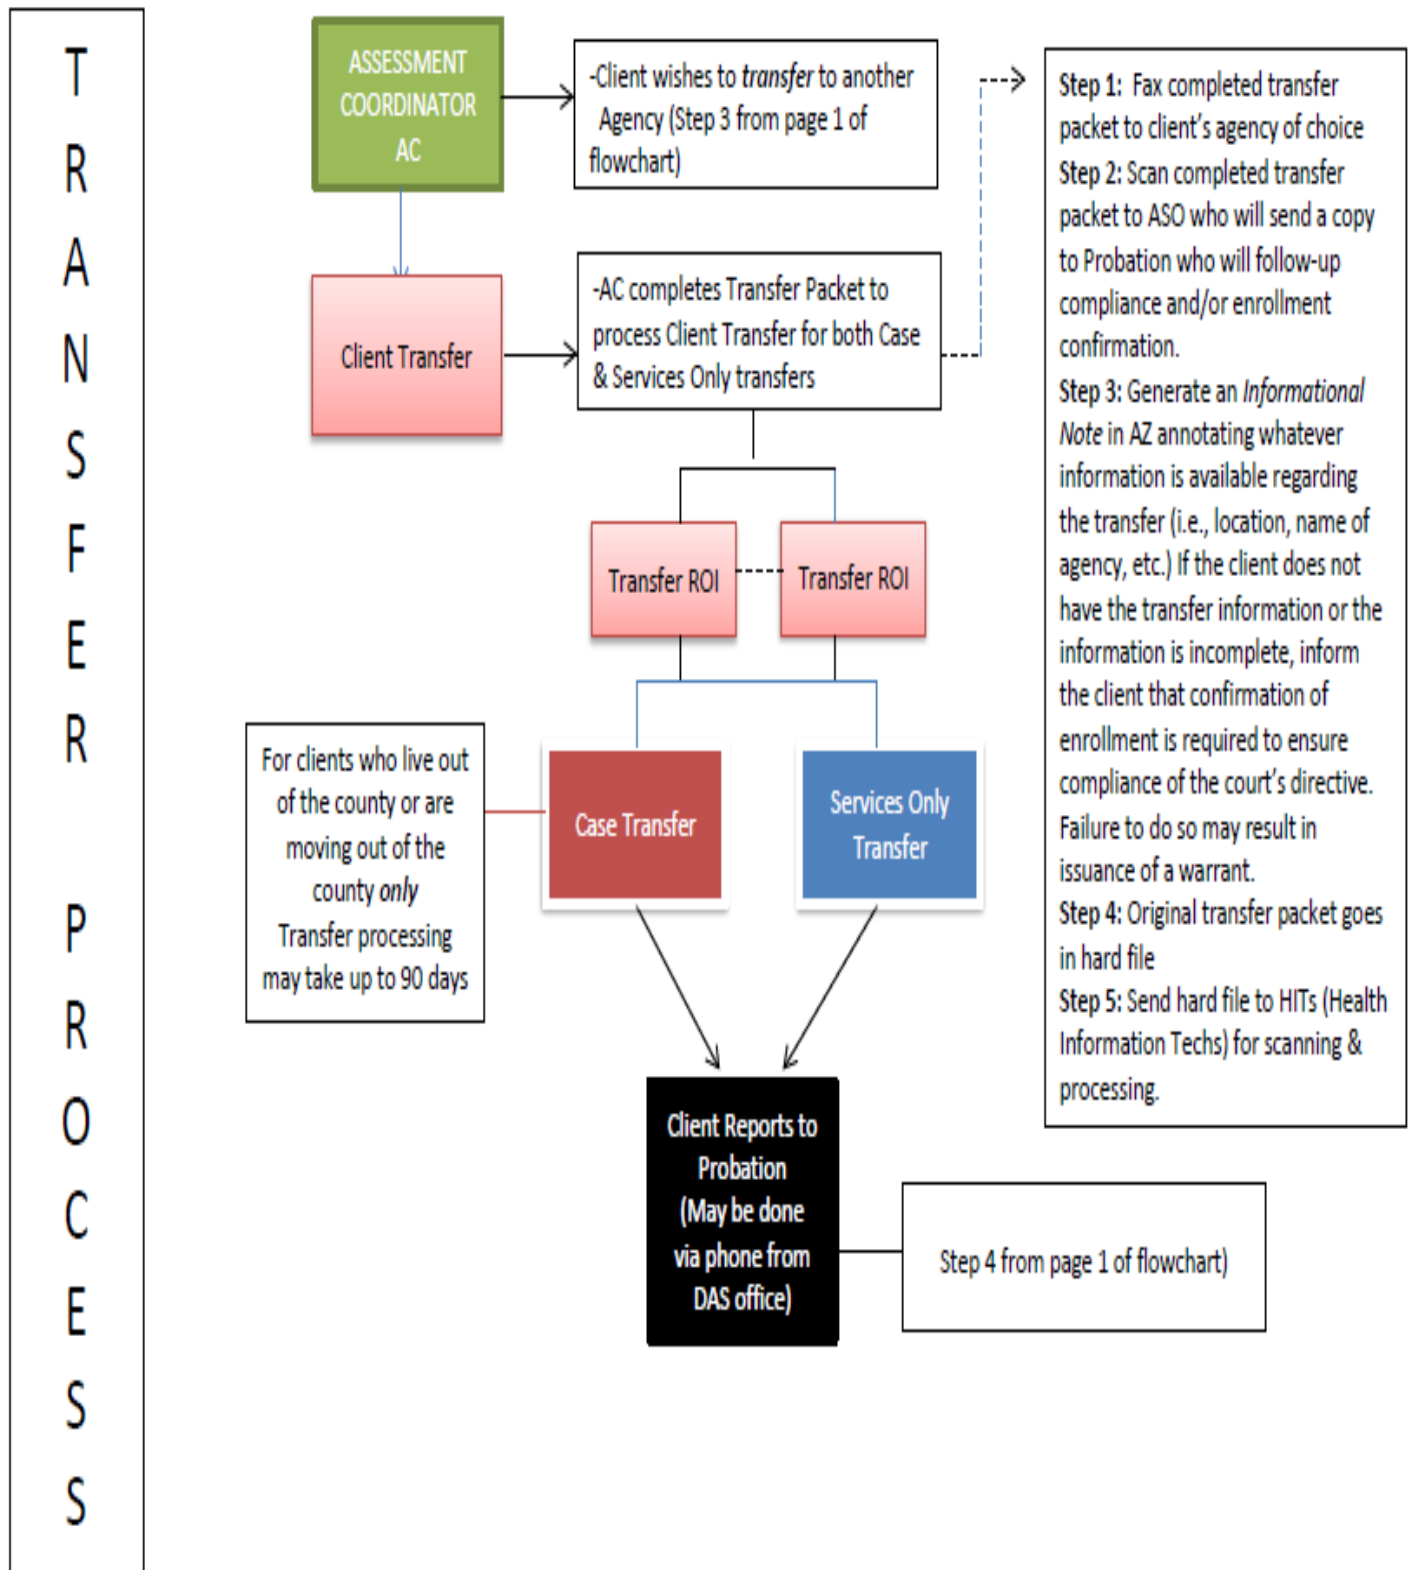 TRANSFER PROCESS
ASSESSMENT
COORDINATOR
AC
-Client wishes to transfer to another
Agency (Step 3 from page 1 of
flowchart)
Client Transfer
-AC completes Transfer Packet to
process Client Transfer for both Case
& Services Only transfers
Step 1: Fax completed transfer
packet to client's agency of choice
Step 2: Scan completed transfer
packet to ASO who will send a copy
to Probation who will follow-up
compliance and/or enrollment
confirmation.
Step 3: Generate an Informational
Note in AZ annotating whatever
information is available regarding
the transfer (i.e., location, name of
agency, etc.) If the client does not
have the transfer information or the
information is incomplete, inform
the client that confirmation of
enrollment is required to ensure
compliance of the court's directive.
Failure to do so may result in
issuance of a warrant.
Step 4: Original transfer packet goes
in hard file
Step 5: Send hard file to HITs (Health
Information Techs) for scanning &
processing.
Transfer ROI
Transfer ROI
For clients who live out
of the county or are
moving out of the
county only
Transfer processing
may take up to 90 days
Case Transfer
Services Only
Transfer
Client Reports to
Probation
(May be done
via phone from
DAS office)
Step 4 from page 1 of flowchart)